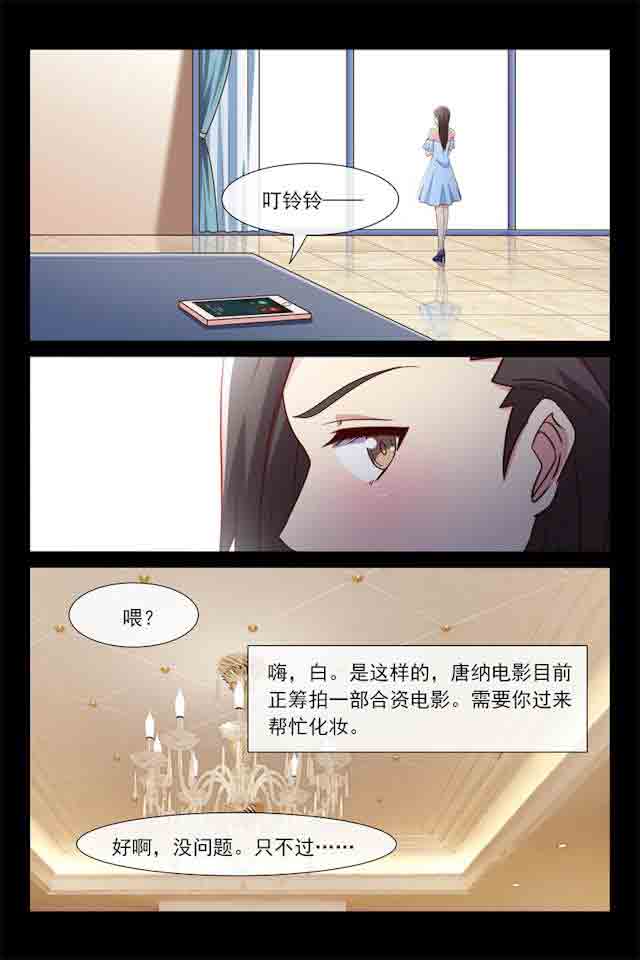 叮铃铃——
喂？
嗨，白。是这样的，唐纳电影目前
正筹拍一部合资电影。需要你过来
帮忙化妆。
好啊，没问题。只不过……